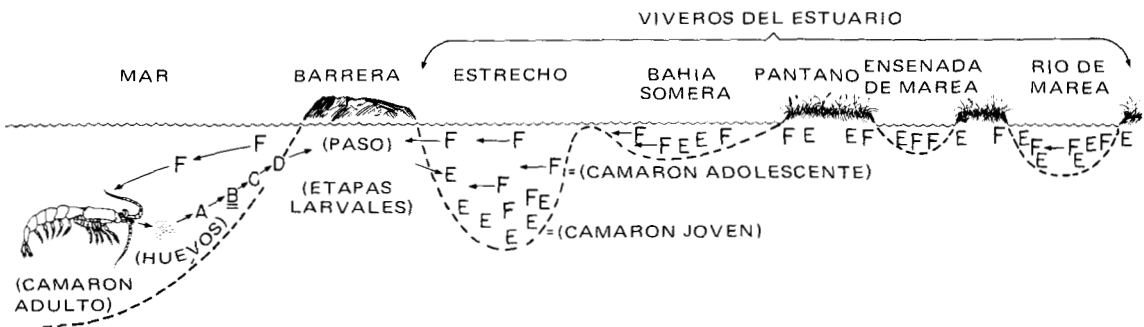 VIVEROS DEL ESTUARIO
MAR
BARRERA
ESTRECHO
BAHIA
SOMERA
PANTANO
ENSENADA
DE MAREA
RIO DE
MAREA
(PASO)
(ETAPAS
LARVALES)
F F
A B C D
F F
E F
F
E E F F E
E E
F F E E F
F E E F
E F F
E
E F
E F F E E F E
E E
=(CAMARON ADOLESCENTE)
=(CAMARON JOVEN)
(HUEVOS)
(CAMARON
ADULTO)